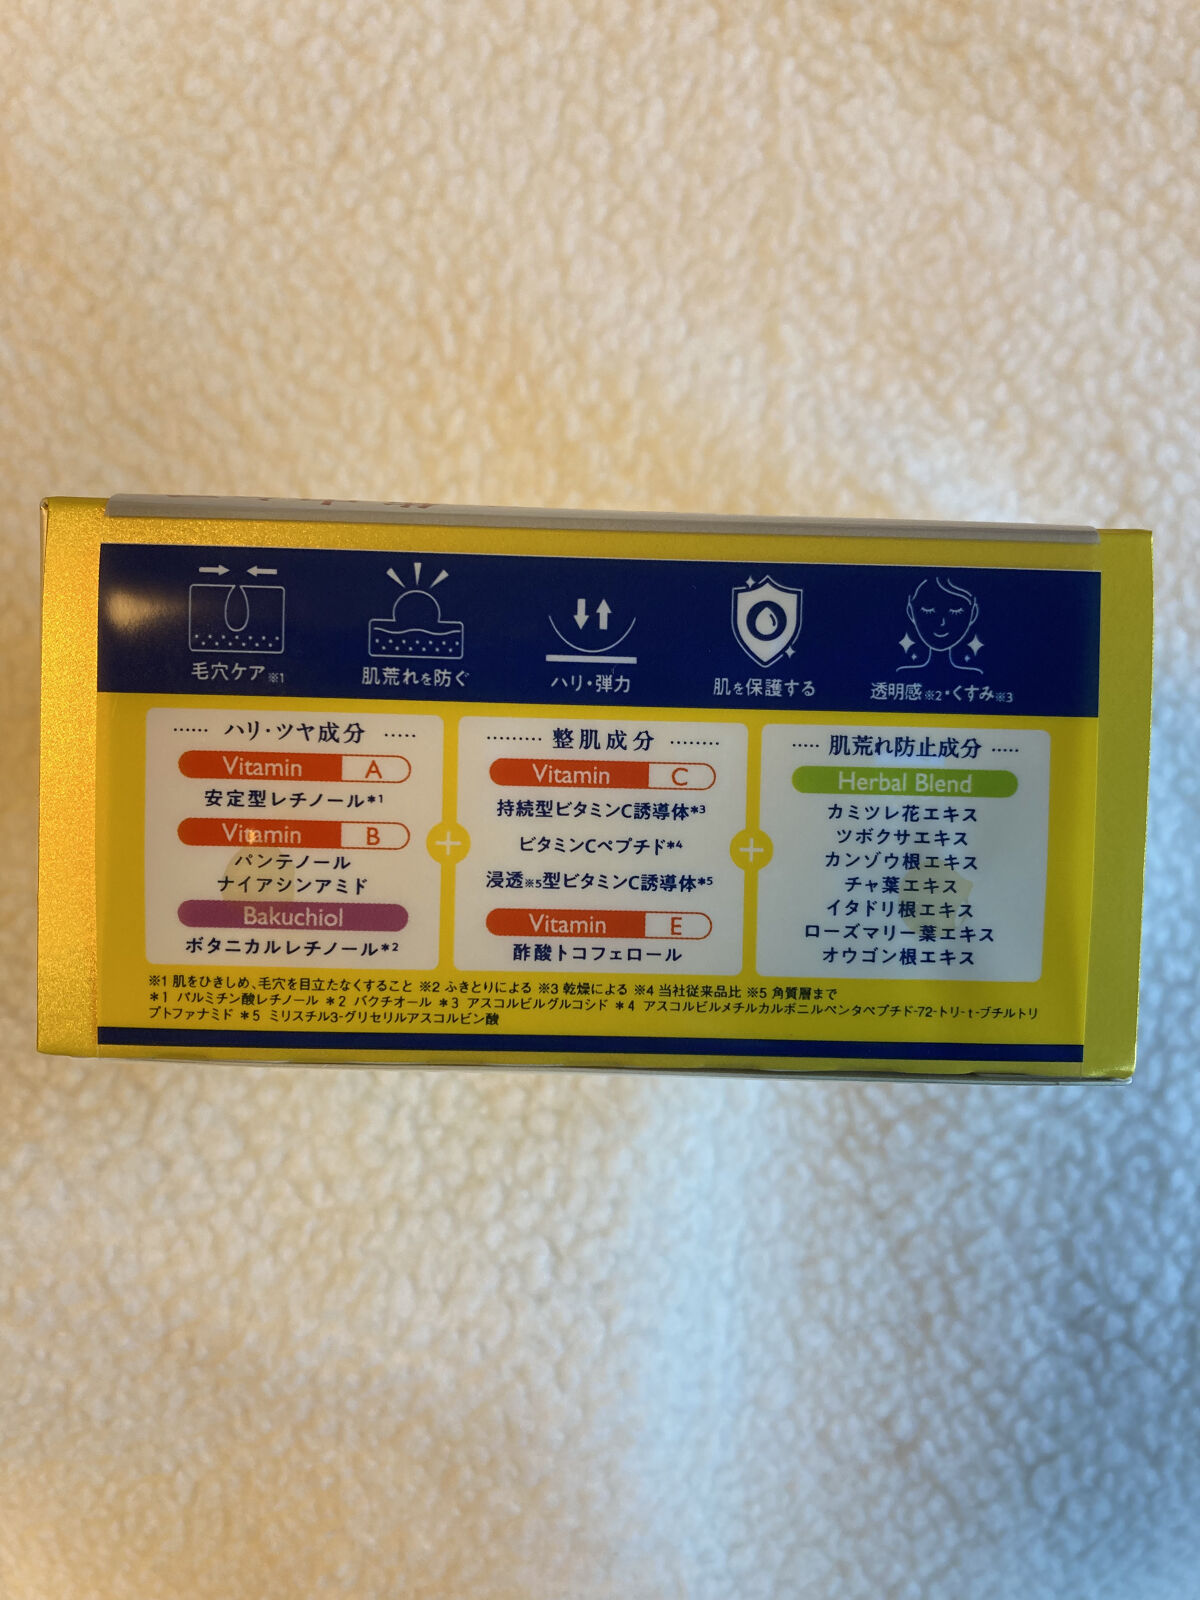 毛穴ケア※1
肌荒れを防ぐ
ハリ・弾力
肌を保護する
透明感※2・くすみ※3
ハリ・ツヤ成分
Vitamin A
安定型レチノール*1
Vitamin B
パンテノール
ナイアシンアミド
Bakuchiol
ボタニカルレチノール*2
+
整肌成分
Vitamin C
持続型ビタミンC誘導体*3
ビタミンCペプチド*4
浸透※5型ビタミンC誘導体*5
Vitamin E
酢酸トコフェロール
+
肌荒れ防止成分
Herbal Blend
カミツレ花エキス
ツボクサエキス
カンゾウ根エキス
チャ葉エキス
イタドリ根エキス
ローズマリー葉エキス
オウゴン根エキス
※1 肌をひきしめ、毛穴を目立たなくすること ※2 ふきとりによる ※3 乾燥による ※4 当社従来品比 ※5 角質層まで
*1 パルミチン酸レチノール *2 バクチオール *3 アスコルビルグルコシド *4 アスコルビルメチルカルボニルペンタペプチド-72-トリ-t-ブチルトリ
プトファナミド *5 ミリスチル3-グリセリルアスコルビン酸